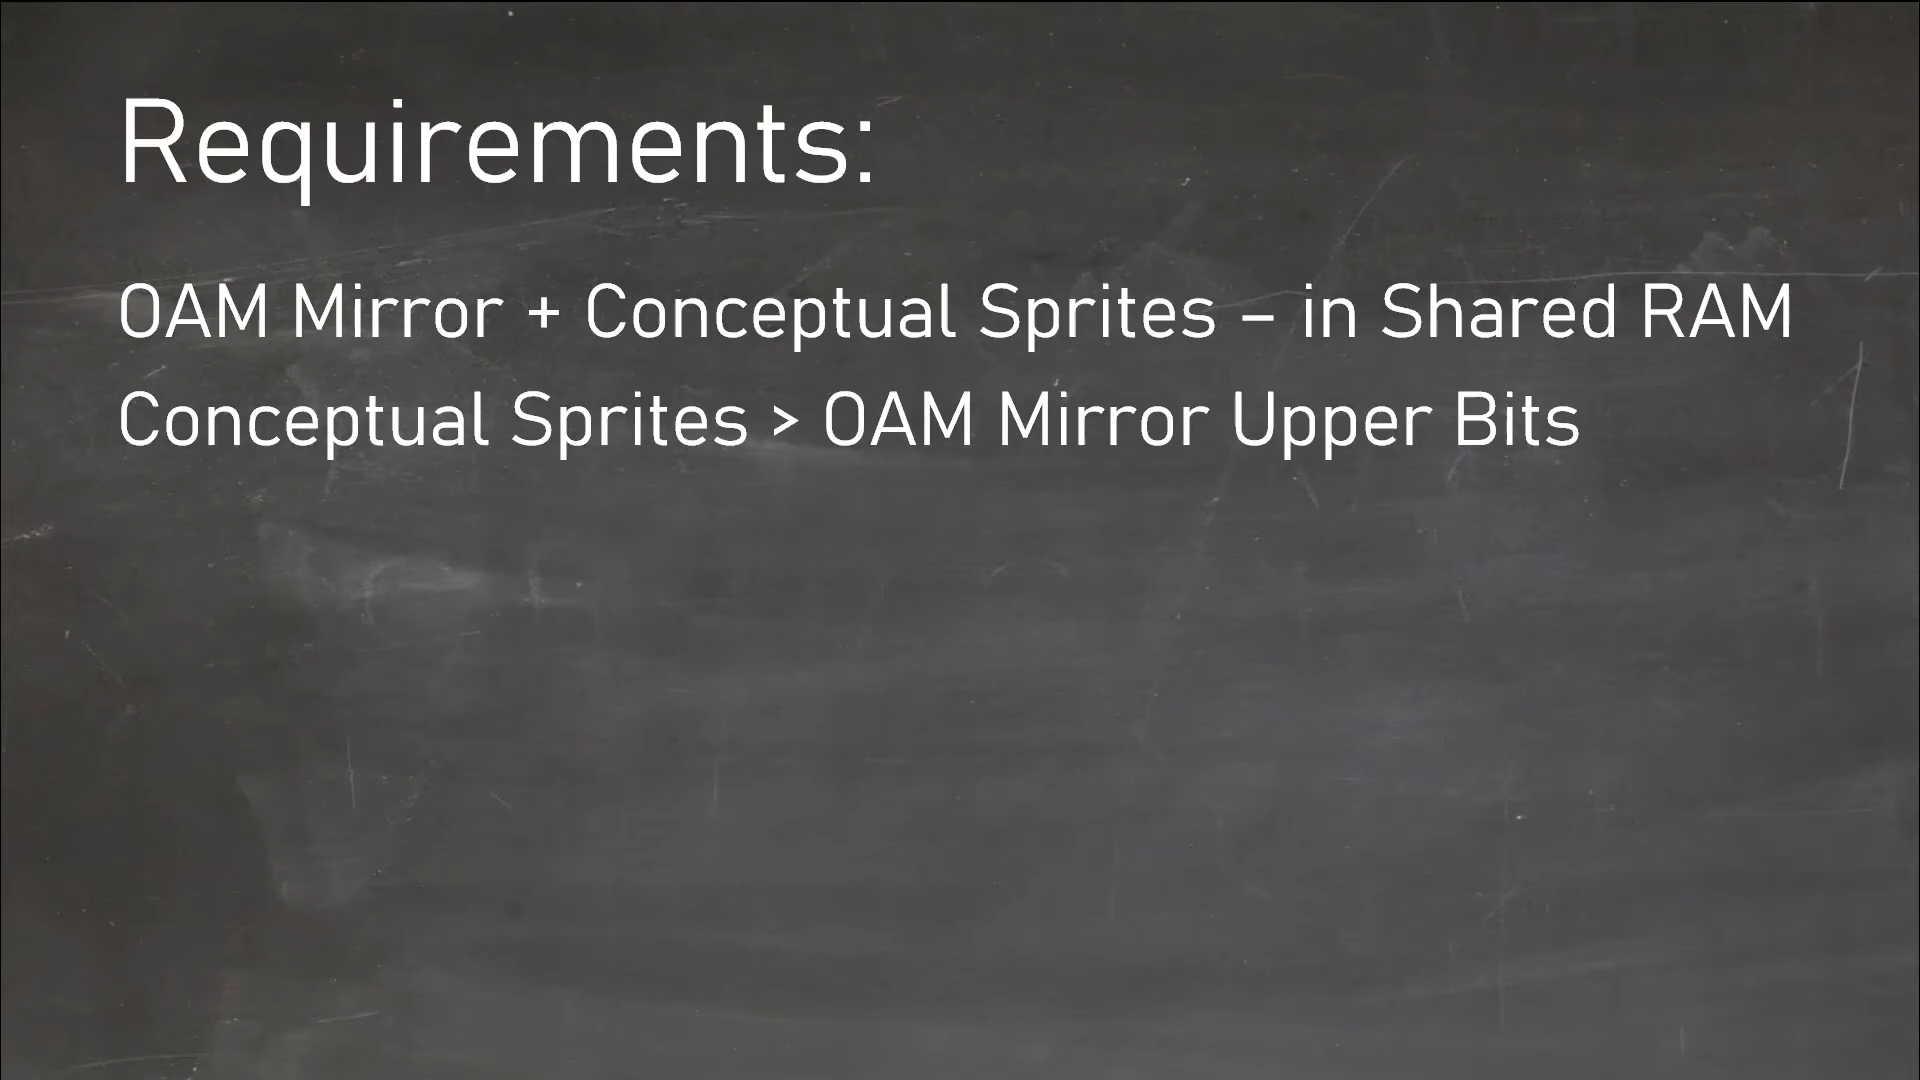 Requirements:
OAM Mirror + Conceptual Sprites – in Shared RAM
Conceptual Sprites > OAM Mirror Upper Bits